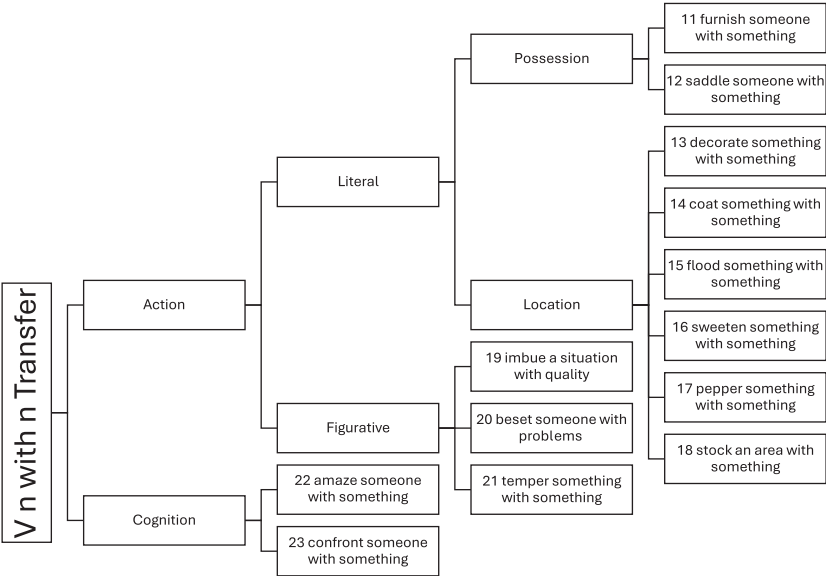 V n with n Transfer
Action
Literal
Possession
11 furnish someone
with something
12 saddle someone with
something
Location
13 decorate something
with something
14 coat something with
something
15 flood something with
something
16 sweeten something
with something
17 pepper something
with something
18 stock an area with
something
Figurative
19 imbue a situation
with quality
20 beset someone with
problems
21 temper something
with something
Cognition
22 amaze someone
with something
23 confront someone
with something